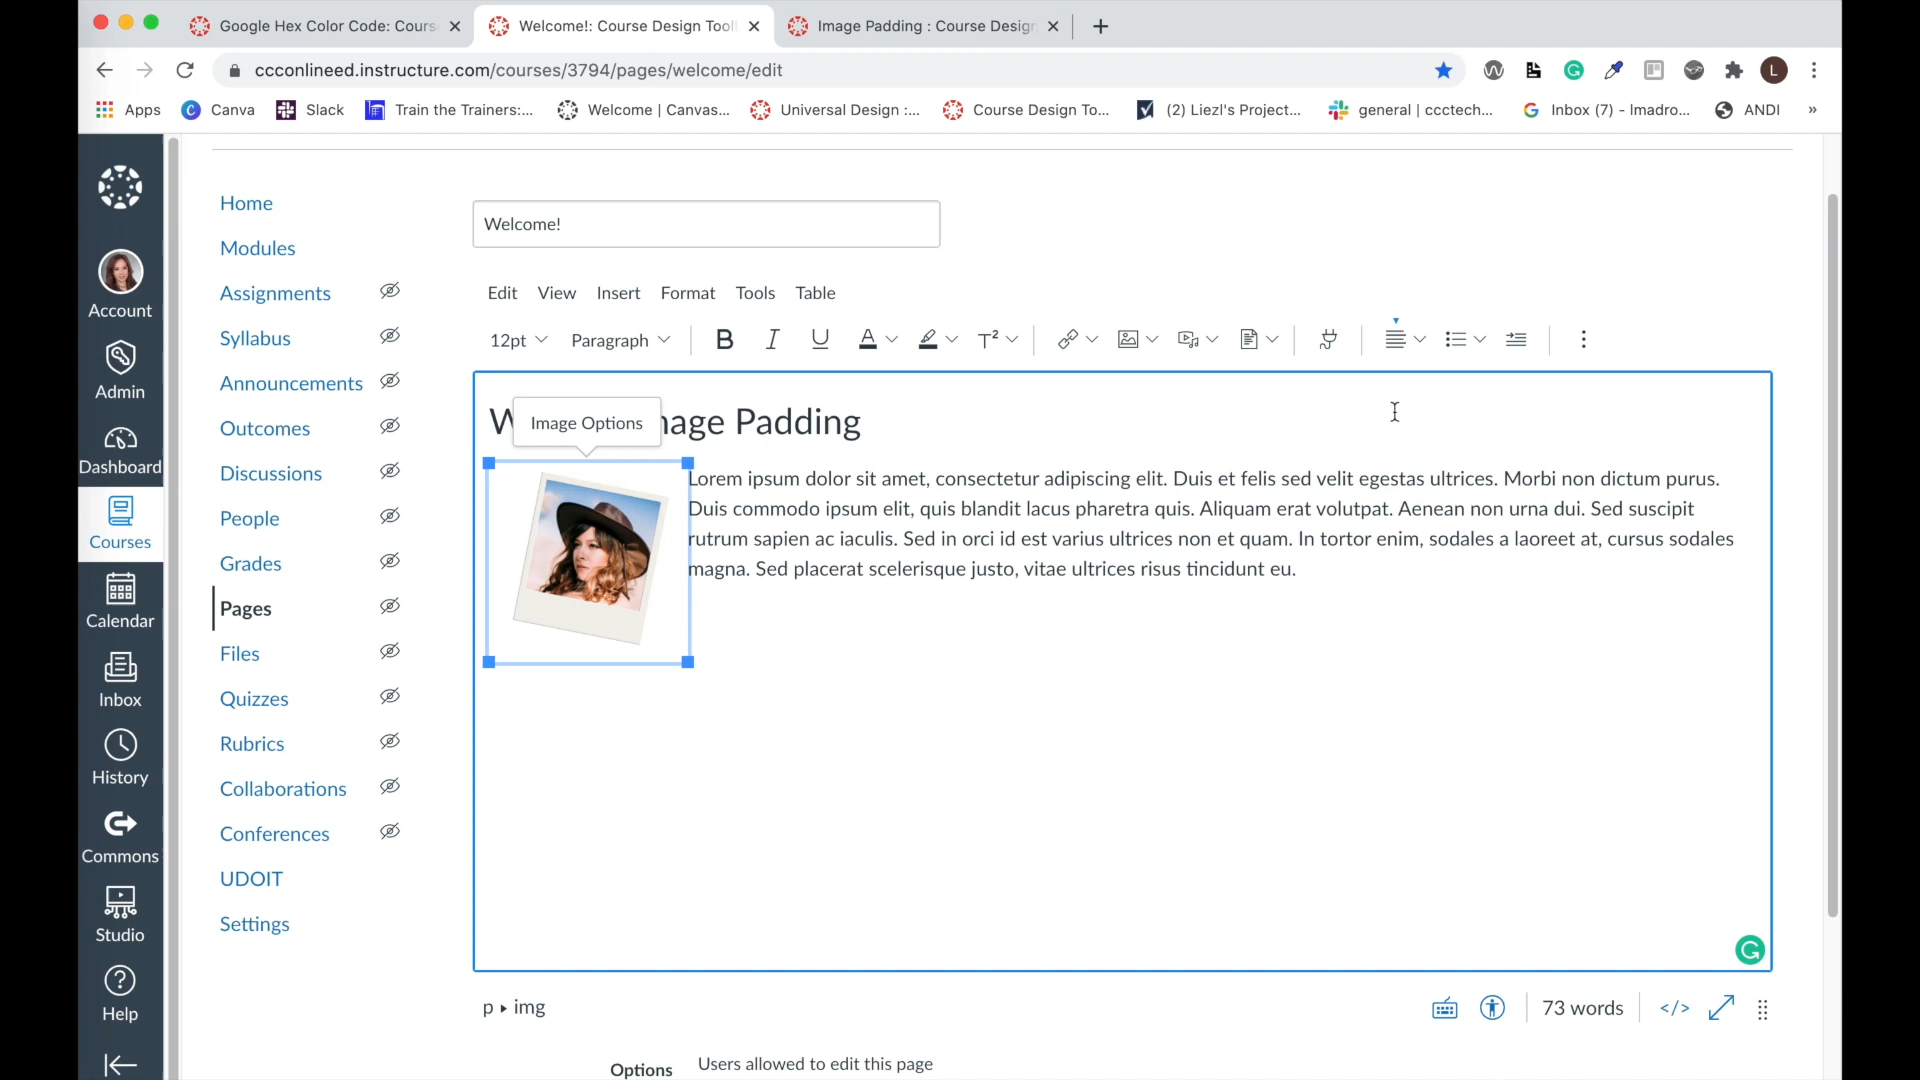 Google Hex Color Code: Cours
Welcome!: Course Design Tool
Image Padding : Course Design
ccconlineed.instructure.com/courses/3794/pages/welcome/edit
L
Apps
Canva
Slack
Train the Trainers:...
Welcome | Canvas...
Universal Design :...
Course Design To...
(2) Liezl's Project...
general | ccctech...
Inbox (7) - lmadro...
ANDI
»
Account
Admin
Dashboard
Courses
Calendar
Inbox
History
Commons
Studio
Help
Home
Modules
Assignments
Syllabus
Announcements
Outcomes
Discussions
People
Grades
Pages
Files
Quizzes
Rubrics
Collaborations
Conferences
UDOIT
Settings
Welcome!
Edit View Insert Format Tools Table
12pt Paragraph B I U A T²
Image Options
W mage Padding
Lorem ipsum dolor sit amet, consectetur adipiscing elit. Duis et felis sed velit egestas ultrices. Morbi non dictum purus.
Duis commodo ipsum elit, quis blandit lacus pharetra quis. Aliquam erat volutpat. Aenean non urna dui. Sed suscipit
rutrum sapien ac iaculis. Sed in orci id est varius ultrices non et quam. In tortor enim, sodales a laoreet at, cursus sodales
magna. Sed placerat scelerisque justo, vitae ultrices risus tincidunt eu.
p ▸ img
73 words
</>
Options Users allowed to edit this page